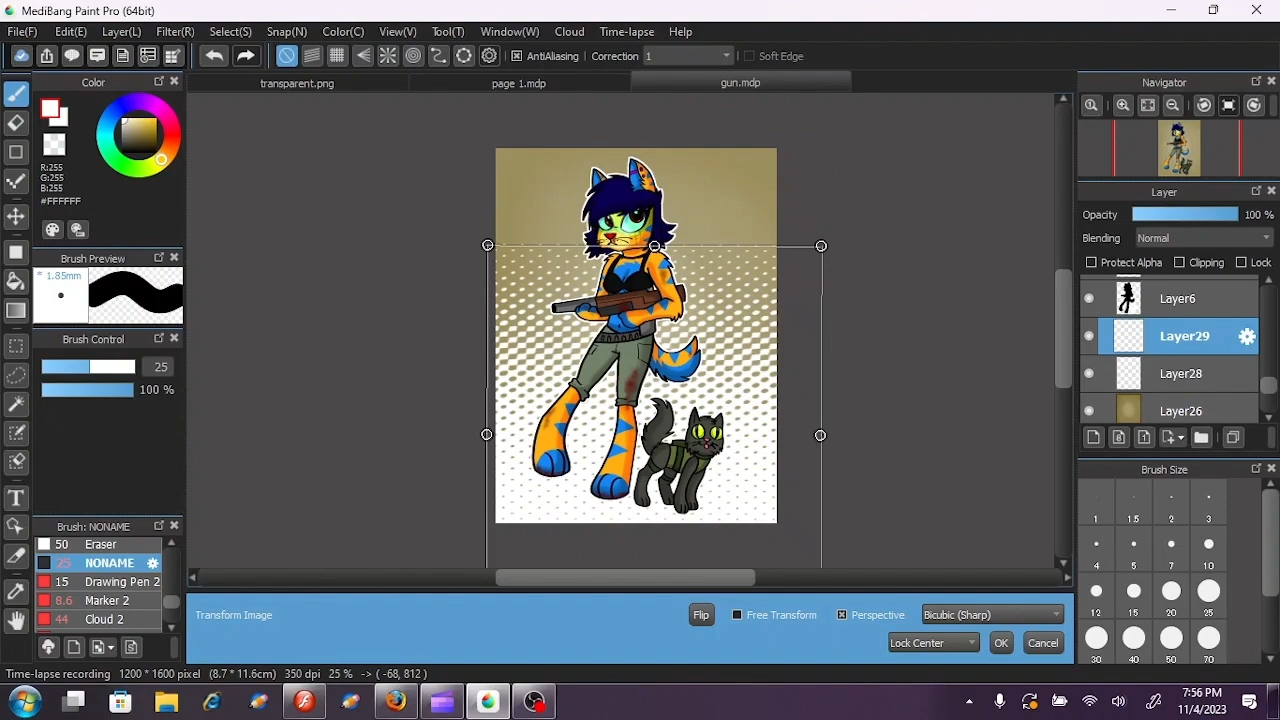 MediBang Paint Pro (64bit)
File(F) Edit(E) Layer(L) Filter(R) Select(S) Snap(N) Color(C) View(V) Tool(T) Window(W) Cloud Time-lapse Help
AntiAliasing Correction 1 Soft Edge
Color
transparent.png page 1.mdp gun.mdp
Navigator
R:255
G:255
B:255
#FFFFFF
Layer
Opacity 100 %
Blending Normal
Protect Alpha Clipping Lock
Brush Preview
* 1.85mm
Layer6
Layer29
Layer28
Layer26
Brush Control
25
100 %
Brush Size
1 1.5 2 3
4 5 7 10
12 15 20 25
30 40 50 70
Brush: NONAME
50 Eraser
25 NONAME
15 Drawing Pen 2
8.6 Marker 2
44 Cloud 2
Transform Image Flip Free Transform Perspective Bicubic (Sharp)
Lock Center OK Cancel
Time-lapse recording 1200 * 1600 pixel (8.7 * 11.6cm) 350 dpi 25 % -> ( -68, 812 )
7:56 PM
11/4/2023